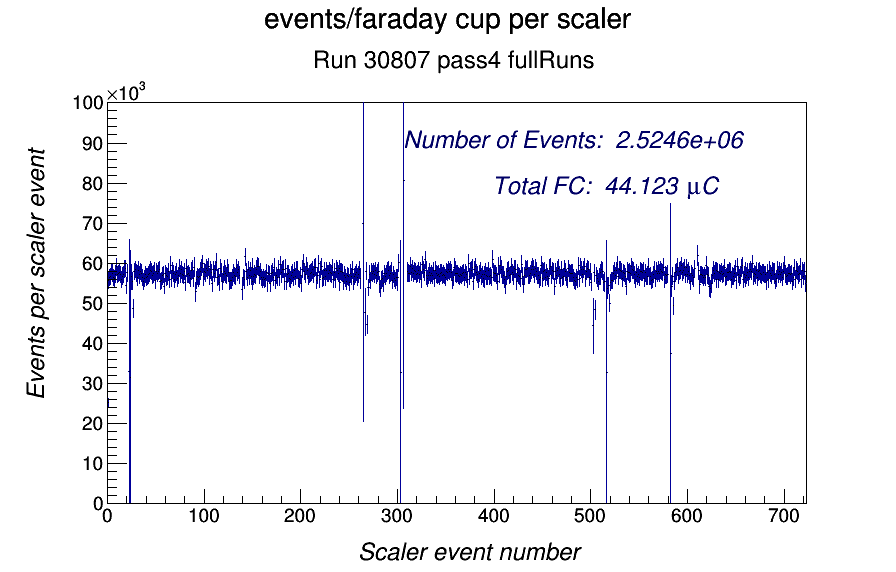 events/faraday cup per scaler
Run 30807 pass4 fullRuns
×10³
100
90
80
70
60
50
40
30
20
10
0
Events per scaler event
Number of Events: 2.5246e+06
Total FC: 44.123 μC
0 100 200 300 400 500 600 700
Scaler event number